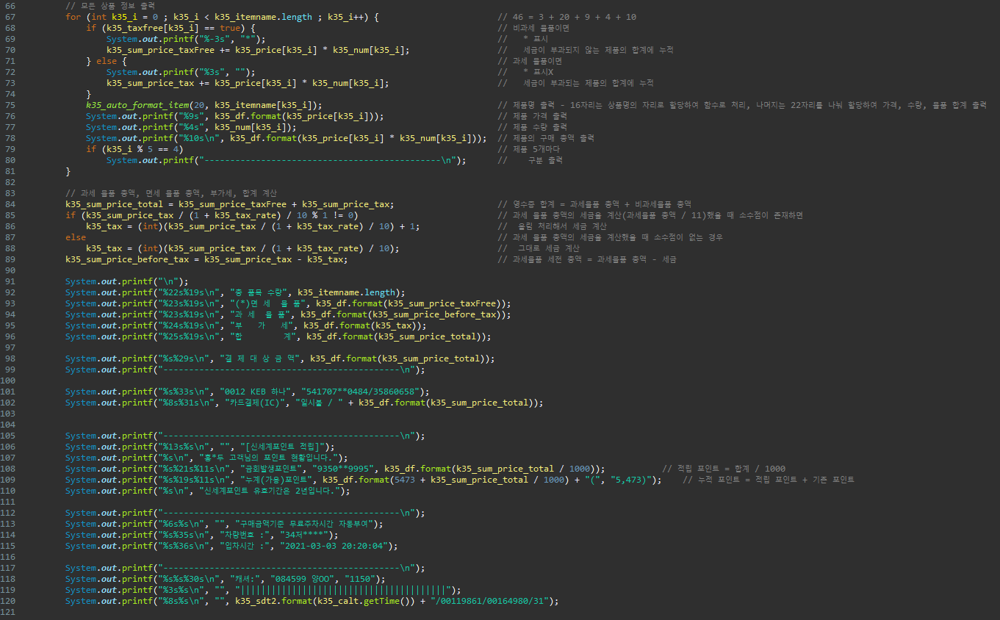 66 // 모든 상품 정보 출력
67 for (int k35_i = 0 ; k35_i < k35_itemname.length ; k35_i++) { // 46 = 3 + 20 + 9 + 4 + 10
68 if (k35_taxfree[k35_i] == true) { // 비과세 물품이면
69 System.out.printf("%-3s", "*"); // * 표시
70 k35_sum_price_taxFree += k35_price[k35_i] * k35_num[k35_i]; // 세금이 부과되지 않는 제품의 합계에 누적
71 } else { // 과세 물품이면
72 System.out.printf("%3s", ""); // * 표시X
73 k35_sum_price_tax += k35_price[k35_i] * k35_num[k35_i]; // 세금이 부과되는 제품의 합계에 누적
74 }
75 k35_auto_format_item(20, k35_itemname[k35_i]); // 제품명 출력 - 16자리는 상품명의 자리로 할당하여 함수로 처리, 나머지는 22자리를 나눠 할당하여 가격, 수량, 물품 합계 출력
76 System.out.printf("%9s", k35_df.format(k35_price[k35_i])); // 제품 가격 출력
77 System.out.printf("%4s", k35_num[k35_i]); // 제품 수량 출력
78 System.out.printf("%10s\n", k35_df.format(k35_price[k35_i] * k35_num[k35_i])); // 제품의 구매 총액 출력
79 if (k35_i % 5 == 4) // 제품 5개마다
80 System.out.printf("----------------------------------------------\n"); // 구분 출력
81 }
82
83 // 과세 물품 총액, 면세 물품 총액, 부가세, 합계 계산
84 k35_sum_price_total = k35_sum_price_taxFree + k35_sum_price_tax; // 영수증 합계 = 과세물품 총액 + 비과세물품 총액
85 if (k35_sum_price_tax / (1 + k35_tax_rate) / 10 % 1 != 0) // 과세 물품 총액의 세금을 계산(과세물품 총액 / 11)했을 때 소수점이 존재하면
86 k35_tax = (int)(k35_sum_price_tax / (1 + k35_tax_rate) / 10) + 1; // 올림 처리해서 세금 계산
87 else // 과세 물품 총액의 세금을 계산했을 때 소수점이 없는 경우
88 k35_tax = (int)(k35_sum_price_tax / (1 + k35_tax_rate) / 10); // 그대로 세금 계산
89 k35_sum_price_before_tax = k35_sum_price_tax - k35_tax; // 과세물품 세전 총액 = 과세물품 총액 - 세금
90
91 System.out.printf("\n");
92 System.out.printf("%22s%19s\n", "총 품목 수량", k35_itemname.length);
93 System.out.printf("%23s%19s\n", "(*)면 세  물 품", k35_df.format(k35_sum_price_taxFree));
94 System.out.printf("%23s%19s\n", "과 세  물 품", k35_df.format(k35_sum_price_before_tax));
95 System.out.printf("%24s%19s\n", "부   가   세", k35_df.format(k35_tax));
96 System.out.printf("%25s%19s\n", "합        계", k35_df.format(k35_sum_price_total));
97
98 System.out.printf("%s%29s\n", "결 제 대 상 금 액", k35_df.format(k35_sum_price_total));
99 System.out.printf("----------------------------------------------\n");
100
101 System.out.printf("%s%33s\n", "0012 KEB 하나", "541707**0484/35860658");
102 System.out.printf("%8s%31s\n", "카드결제(IC)", "일시불 / " + k35_df.format(k35_sum_price_total));
103
104
105 System.out.printf("----------------------------------------------\n");
106 System.out.printf("%13s%s\n", "", "[신세계포인트 적립]");
107 System.out.printf("%s\n", "홍*두 고객님의 포인트 현황입니다.");
108 System.out.printf("%s%21s%11s\n", "금회발생포인트", "9350**9995", k35_df.format(k35_sum_price_total / 1000)); // 적립 포인트 = 합계 / 1000
109 System.out.printf("%s%19s%11s\n", "누계(가용)포인트", k35_df.format(5473 + k35_sum_price_total / 1000) + "(", "5,473)"); // 누적 포인트 = 적립 포인트 + 기존 포인트
110 System.out.printf("%s\n", "신세계포인트 유효기간은 2년입니다.");
111
112 System.out.printf("----------------------------------------------\n");
113 System.out.printf("%6s%s\n", "", "구매금액기준 무료주차시간 자동부여");
114 System.out.printf("%s%35s\n", "차량번호 :", "34저****");
115 System.out.printf("%s%36s\n", "입차시간 :", "2021-03-03 20:20:04");
116
117 System.out.printf("----------------------------------------------\n");
118 System.out.printf("%s%s%30s\n", "캐셔:", "084599 양OO", "1150");
119 System.out.printf("%3s%s\n", "", "||||||||||||||||||||||||||||||||||||||||");
120 System.out.printf("%8s%s\n", "", k35_sdt2.format(k35_calt.getTime()) + "/00119861/00164980/31");
121